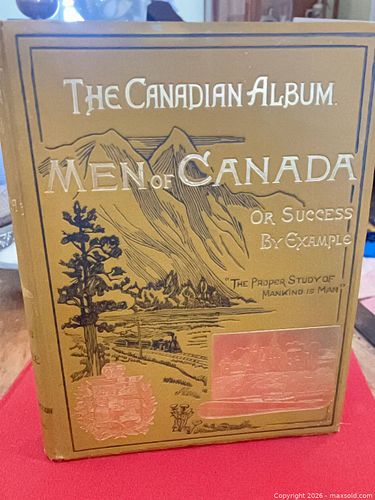 THE CANADIAN ALBUM.
MEN OF CANADA
OR SUCCESS
BY EXAMPLE
"THE PROPER STUDY OF
MANKIND IS MAN"
Copyright 2026 - maxsold.com